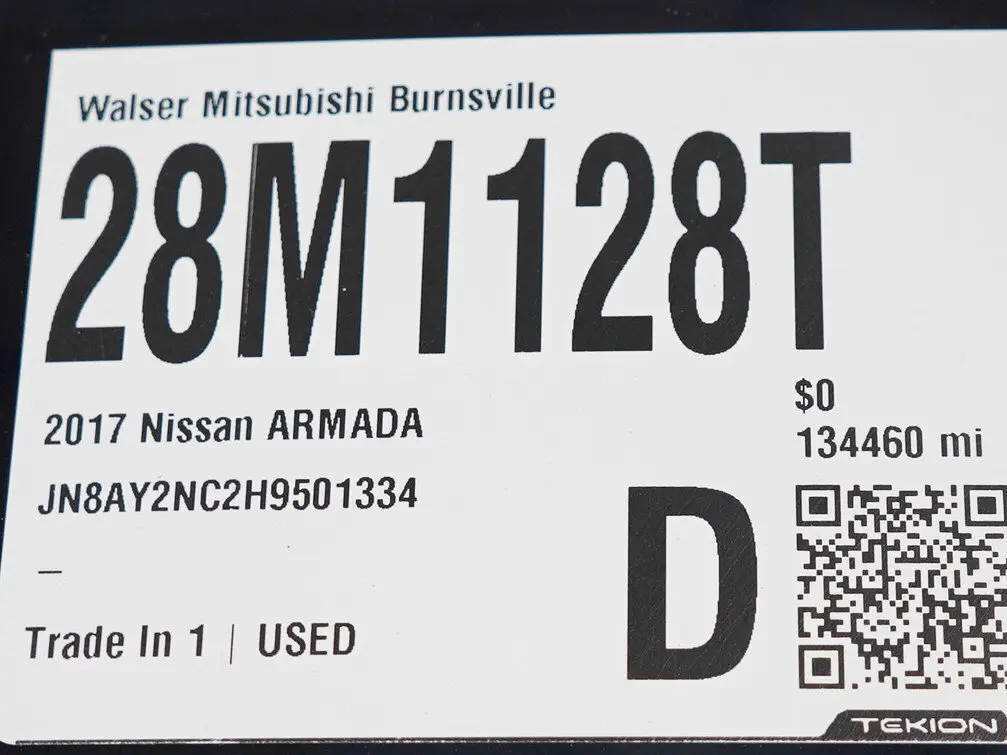 Walser Mitsubishi Burnsville
28M1128T
$0
2017 Nissan ARMADA
134460 mi
JN8AY2NC2H9501334
D
–
Trade In 1 | USED
TEKION